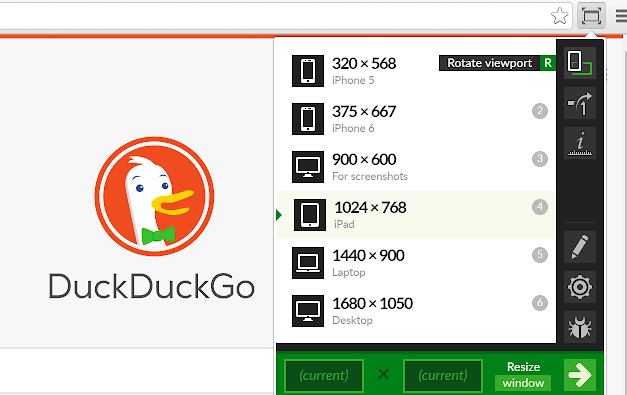 320 × 568
Rotate viewport R
iPhone 5
375 × 667
2
iPhone 6
900 × 600
3
For screenshots
1024 × 768
4
iPad
1440 × 900
5
Laptop
1680 × 1050
6
Desktop
DuckDuckGo
i
1
(current) × (current)
Resize
window